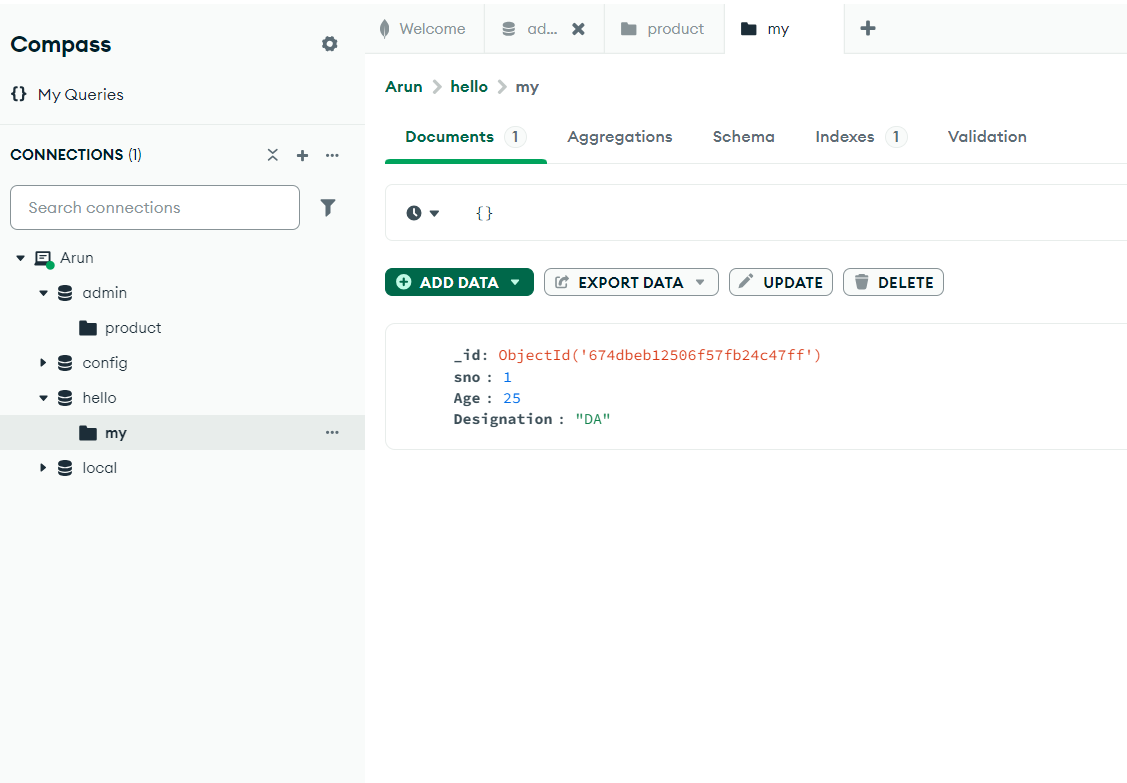 Compass
My Queries
CONNECTIONS (1)
Search connections
Arun
admin
product
config
hello
my
local
Welcome
ad...
product
my
Arun > hello > my
Documents 1
Aggregations
Schema
Indexes 1
Validation
{}
ADD DATA
EXPORT DATA
UPDATE
DELETE
_id: ObjectId('674dbeb12506f57fb24c47ff')
sno : 1
Age : 25
Designation : "DA"